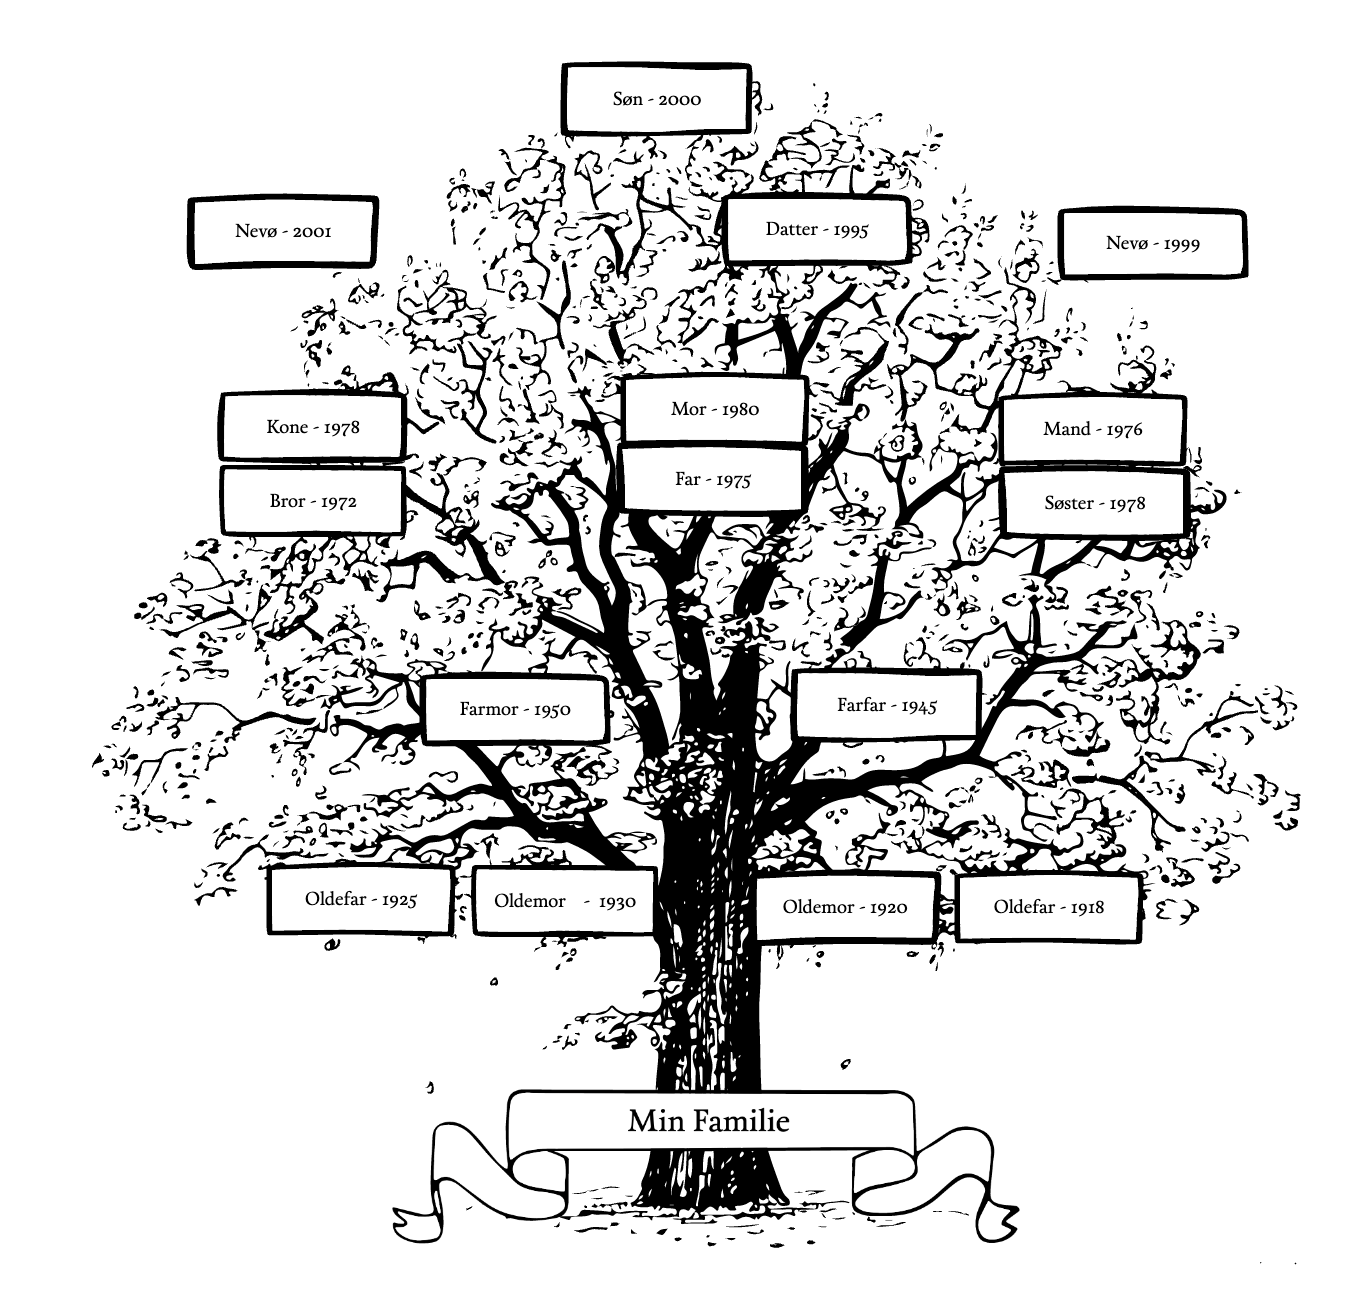 Søn - 2000
Nevø - 2001
Datter - 1995
Nevø - 1999
Kone - 1978
Mor - 1980
Mand - 1976
Bror - 1972
Far - 1975
Søster - 1978
Farmor - 1950
Farfar - 1945
Oldefar - 1925
Oldemor - 1930
Oldemor - 1920
Oldefar - 1918
Min Familie